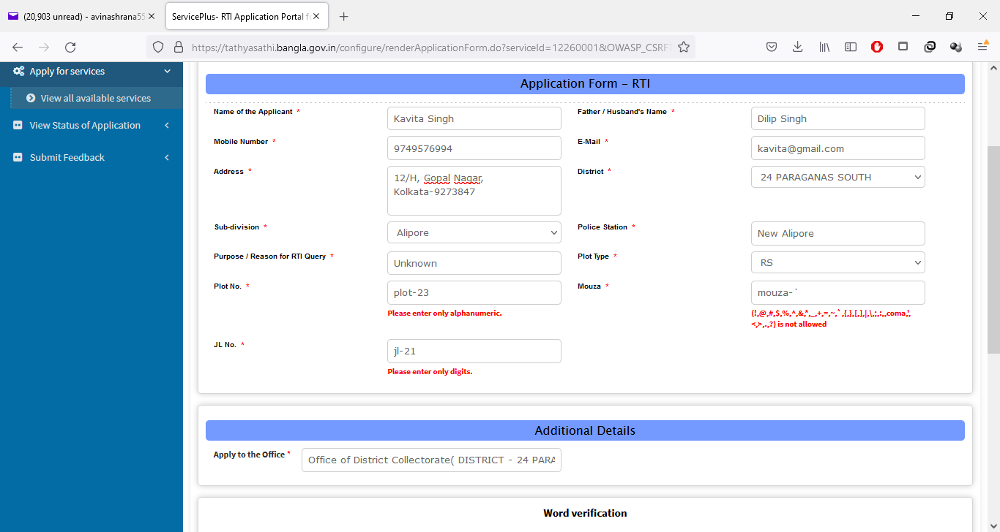 (20,903 unread) - avinashrana55
ServicePlus- RTI Application Portal f
https://tathyasathi.bangla.gov.in/configure/renderApplicationForm.do?serviceId=12260001&OWASP_CSRFT
Apply for services
View all available services
View Status of Application
Submit Feedback
Application Form – RTI
Name of the Applicant * Kavita Singh Father / Husband's Name * Dilip Singh
Mobile Number * 9749576994 E-Mail * kavita@gmail.com
Address * 12/H, Gopal Nagar, District * 24 PARAGANAS SOUTH
Kolkata-9273847
Sub-division * Alipore Police Station * New Alipore
Purpose / Reason for RTI Query * Unknown Plot Type * RS
Plot No. * plot-23 Mouza * mouza-`
Please enter only alphanumeric. (!,@,#,$,%,^,&,*,_,+,=,~,`,{,},[,],|,\,;,:,,coma,',
<,>,.,?) is not allowed
JL No. * jl-21
Please enter only digits.
Additional Details
Apply to the Office * Office of District Collectorate( DISTRICT - 24 PARA
Word verification